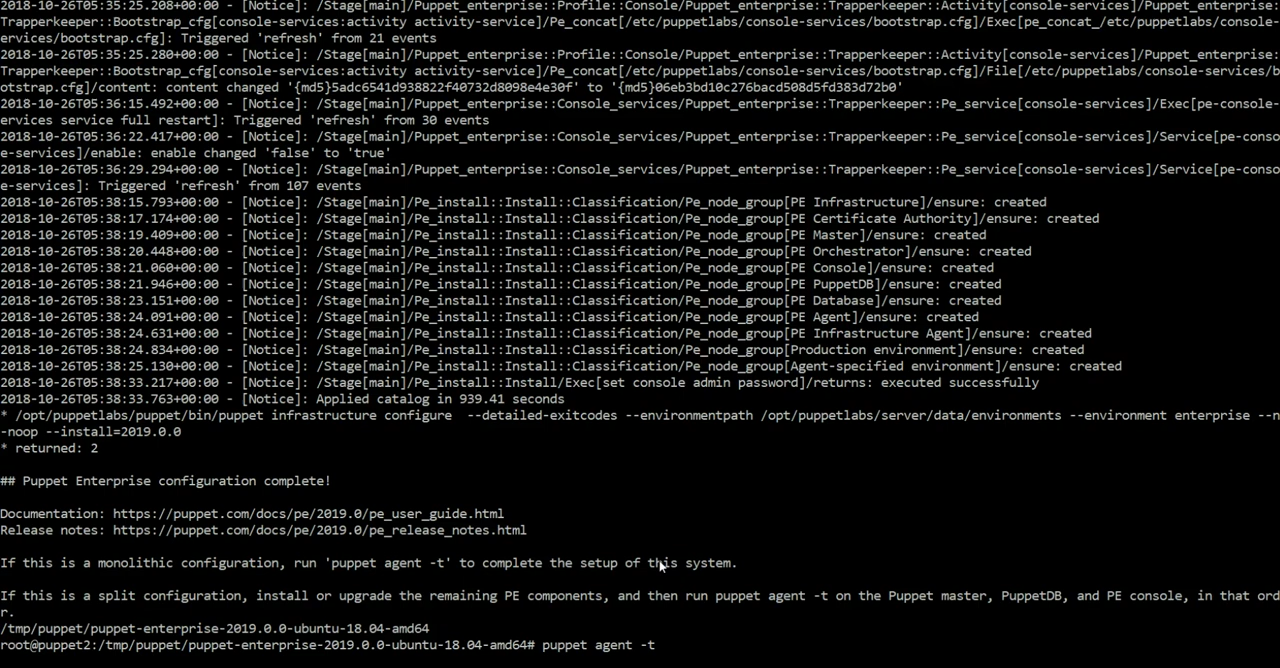 2018-10-26T05:35:25.208+00:00 - [Notice]: /Stage[main]/Puppet_enterprise::Profile::Console/Puppet_enterprise::Trapperkeeper::Activity[console-services]/Puppet_enterprise::
Trapperkeeper::Bootstrap_cfg[console-services:activity activity-service]/Pe_concat[/etc/puppetlabs/console-services/bootstrap.cfg]/Exec[pe_concat_/etc/puppetlabs/console-
ervices/bootstrap.cfg]: Triggered 'refresh' from 21 events
2018-10-26T05:35:25.280+00:00 - [Notice]: /Stage[main]/Puppet_enterprise::Profile::Console/Puppet_enterprise::Trapperkeeper::Activity[console-services]/Puppet_enterprise::
Trapperkeeper::Bootstrap_cfg[console-services:activity activity-service]/Pe_concat[/etc/puppetlabs/console-services/bootstrap.cfg]/File[/etc/puppetlabs/console-services/b
otstrap.cfg]/content: content changed '{md5}5adc6541d938822f40732d8098e4e30f' to '{md5}06eb3bd10c276bacd508d5fd383d72b0'
2018-10-26T05:36:15.492+00:00 - [Notice]: /Stage[main]/Puppet_enterprise::Console_services/Puppet_enterprise::Trapperkeeper::Pe_service[console-services]/Exec[pe-console-
ervices service full restart]: Triggered 'refresh' from 30 events
2018-10-26T05:36:22.417+00:00 - [Notice]: /Stage[main]/Puppet_enterprise::Console_services/Puppet_enterprise::Trapperkeeper::Pe_service[console-services]/Service[pe-conso
e-services]/enable: enable changed 'false' to 'true'
2018-10-26T05:36:29.294+00:00 - [Notice]: /Stage[main]/Puppet_enterprise::Console_services/Puppet_enterprise::Trapperkeeper::Pe_service[console-services]/Service[pe-conso
e-services]: Triggered 'refresh' from 107 events
2018-10-26T05:38:15.793+00:00 - [Notice]: /Stage[main]/Pe_install::Install::Classification/Pe_node_group[PE Infrastructure]/ensure: created
2018-10-26T05:38:17.174+00:00 - [Notice]: /Stage[main]/Pe_install::Install::Classification/Pe_node_group[PE Certificate Authority]/ensure: created
2018-10-26T05:38:19.409+00:00 - [Notice]: /Stage[main]/Pe_install::Install::Classification/Pe_node_group[PE Master]/ensure: created
2018-10-26T05:38:20.448+00:00 - [Notice]: /Stage[main]/Pe_install::Install::Classification/Pe_node_group[PE Orchestrator]/ensure: created
2018-10-26T05:38:21.060+00:00 - [Notice]: /Stage[main]/Pe_install::Install::Classification/Pe_node_group[PE Console]/ensure: created
2018-10-26T05:38:21.946+00:00 - [Notice]: /Stage[main]/Pe_install::Install::Classification/Pe_node_group[PE PuppetDB]/ensure: created
2018-10-26T05:38:23.151+00:00 - [Notice]: /Stage[main]/Pe_install::Install::Classification/Pe_node_group[PE Database]/ensure: created
2018-10-26T05:38:24.091+00:00 - [Notice]: /Stage[main]/Pe_install::Install::Classification/Pe_node_group[PE Agent]/ensure: created
2018-10-26T05:38:24.631+00:00 - [Notice]: /Stage[main]/Pe_install::Install::Classification/Pe_node_group[PE Infrastructure Agent]/ensure: created
2018-10-26T05:38:24.834+00:00 - [Notice]: /Stage[main]/Pe_install::Install::Classification/Pe_node_group[Production environment]/ensure: created
2018-10-26T05:38:25.130+00:00 - [Notice]: /Stage[main]/Pe_install::Install::Classification/Pe_node_group[Agent-specified environment]/ensure: created
2018-10-26T05:38:33.217+00:00 - [Notice]: /Stage[main]/Pe_install::Install/Exec[set console admin password]/returns: executed successfully
2018-10-26T05:38:33.763+00:00 - [Notice]: Applied catalog in 939.41 seconds
* /opt/puppetlabs/puppet/bin/puppet infrastructure configure  --detailed-exitcodes --environmentpath /opt/puppetlabs/server/data/environments --environment enterprise --n
-noop --install=2019.0.0
* returned: 2
## Puppet Enterprise configuration complete!
Documentation: https://puppet.com/docs/pe/2019.0/pe_user_guide.html
Release notes: https://puppet.com/docs/pe/2019.0/pe_release_notes.html
If this is a monolithic configuration, run 'puppet agent -t' to complete the setup of this system.
If this is a split configuration, install or upgrade the remaining PE components, and then run puppet agent -t on the Puppet master, PuppetDB, and PE console, in that ord
r.
/tmp/puppet/puppet-enterprise-2019.0.0-ubuntu-18.04-amd64
root@puppet2:/tmp/puppet/puppet-enterprise-2019.0.0-ubuntu-18.04-amd64# puppet agent -t